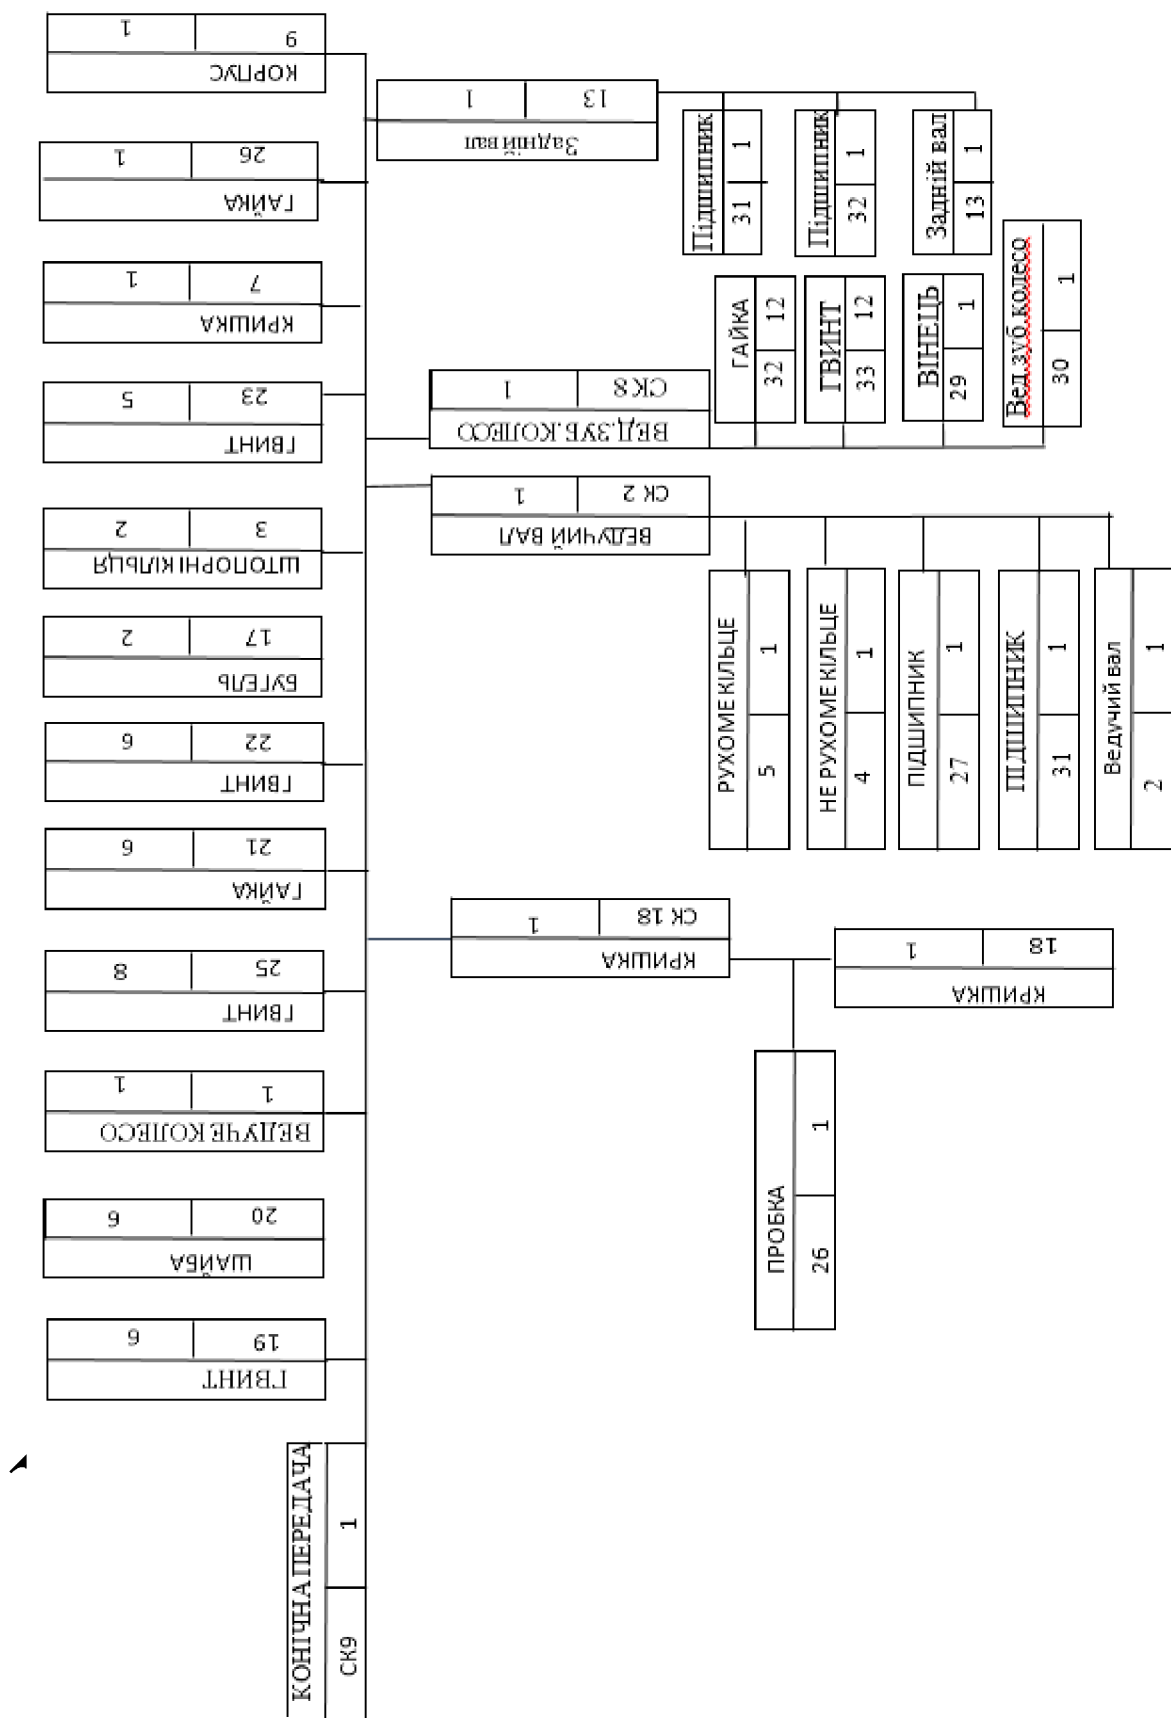 КОРПУС
9 1
ГАЙКА
26 1
КРИШКА
7 1
ГВИНТ
23 5
ШТОПОРНІ КІЛЬЦЯ
3 2
БУГЕЛЬ
17 2
ГВИНТ
22 6
ГАЙКА
21 6
ГВИНТ
25 8
ВЕДУЧЕ КОЛЕСО
1 1
ШАЙБА
20 6
ГВИНТ
19 6
КОНІЧНА ПЕРЕДАЧА
СК9 1
Задній вал
13 1
Підшипник
31 1
Підшипник
32 1
Задній вал
13 1
ВЕД.ЗУБ.КОЛЕСО
СК 8 1
ГАЙКА
32 12
ГВИНТ
33 12
ВІНЕЦЬ
29 1
Вед.зуб.колесо
30 1
ВЕДУЧИЙ ВАЛ
СК 2 1
РУХОМЕ КІЛЬЦЕ
5 1
НЕ РУХОМЕ КІЛЬЦЕ
4 1
ПІДШИПНИК
27 1
ПІДШИПНИК
31 1
Ведучий вал
2 1
КРИШКА
СК 18 1
КРИШКА
18 1
ПРОБКА
26 1